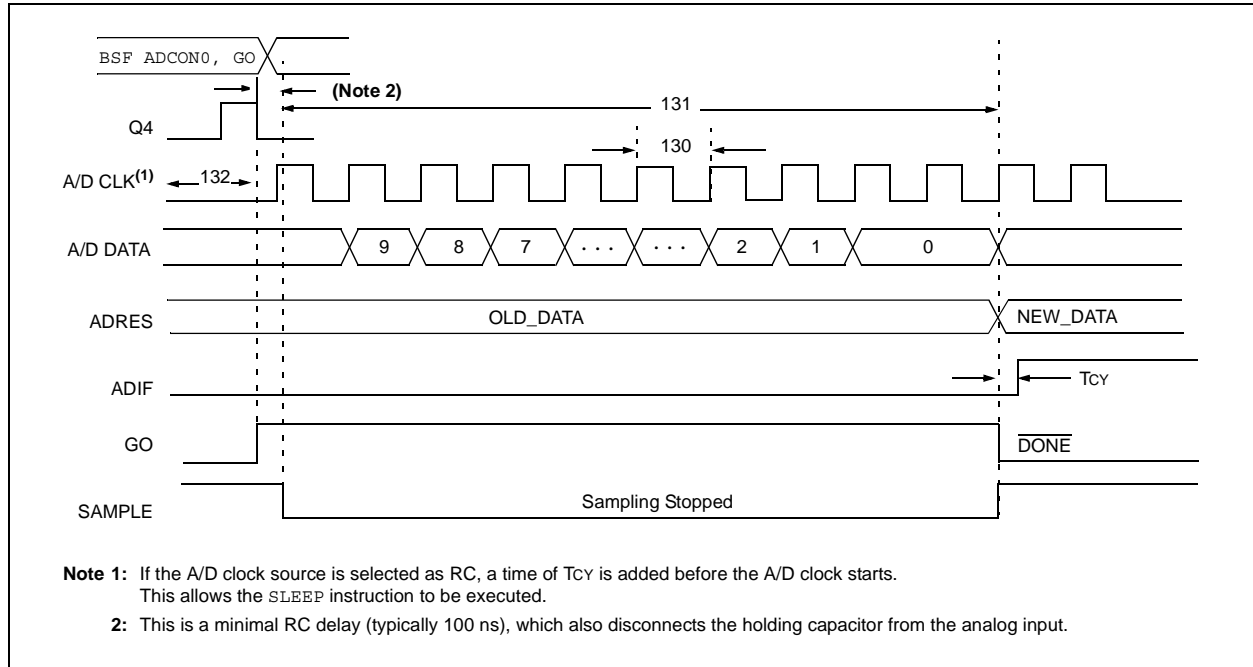 BSF ADCON0, GO
(Note 2)
131
Q4
130
A/D CLK(1)
132
A/D DATA
9 8 7 . . . . . . 2 1 0
ADRES
OLD_DATA
NEW_DATA
ADIF
TCY
GO
DONE
SAMPLE
Sampling Stopped
Note 1: If the A/D clock source is selected as RC, a time of TCY is added before the A/D clock starts.
This allows the SLEEP instruction to be executed.
2: This is a minimal RC delay (typically 100 ns), which also disconnects the holding capacitor from the analog input.